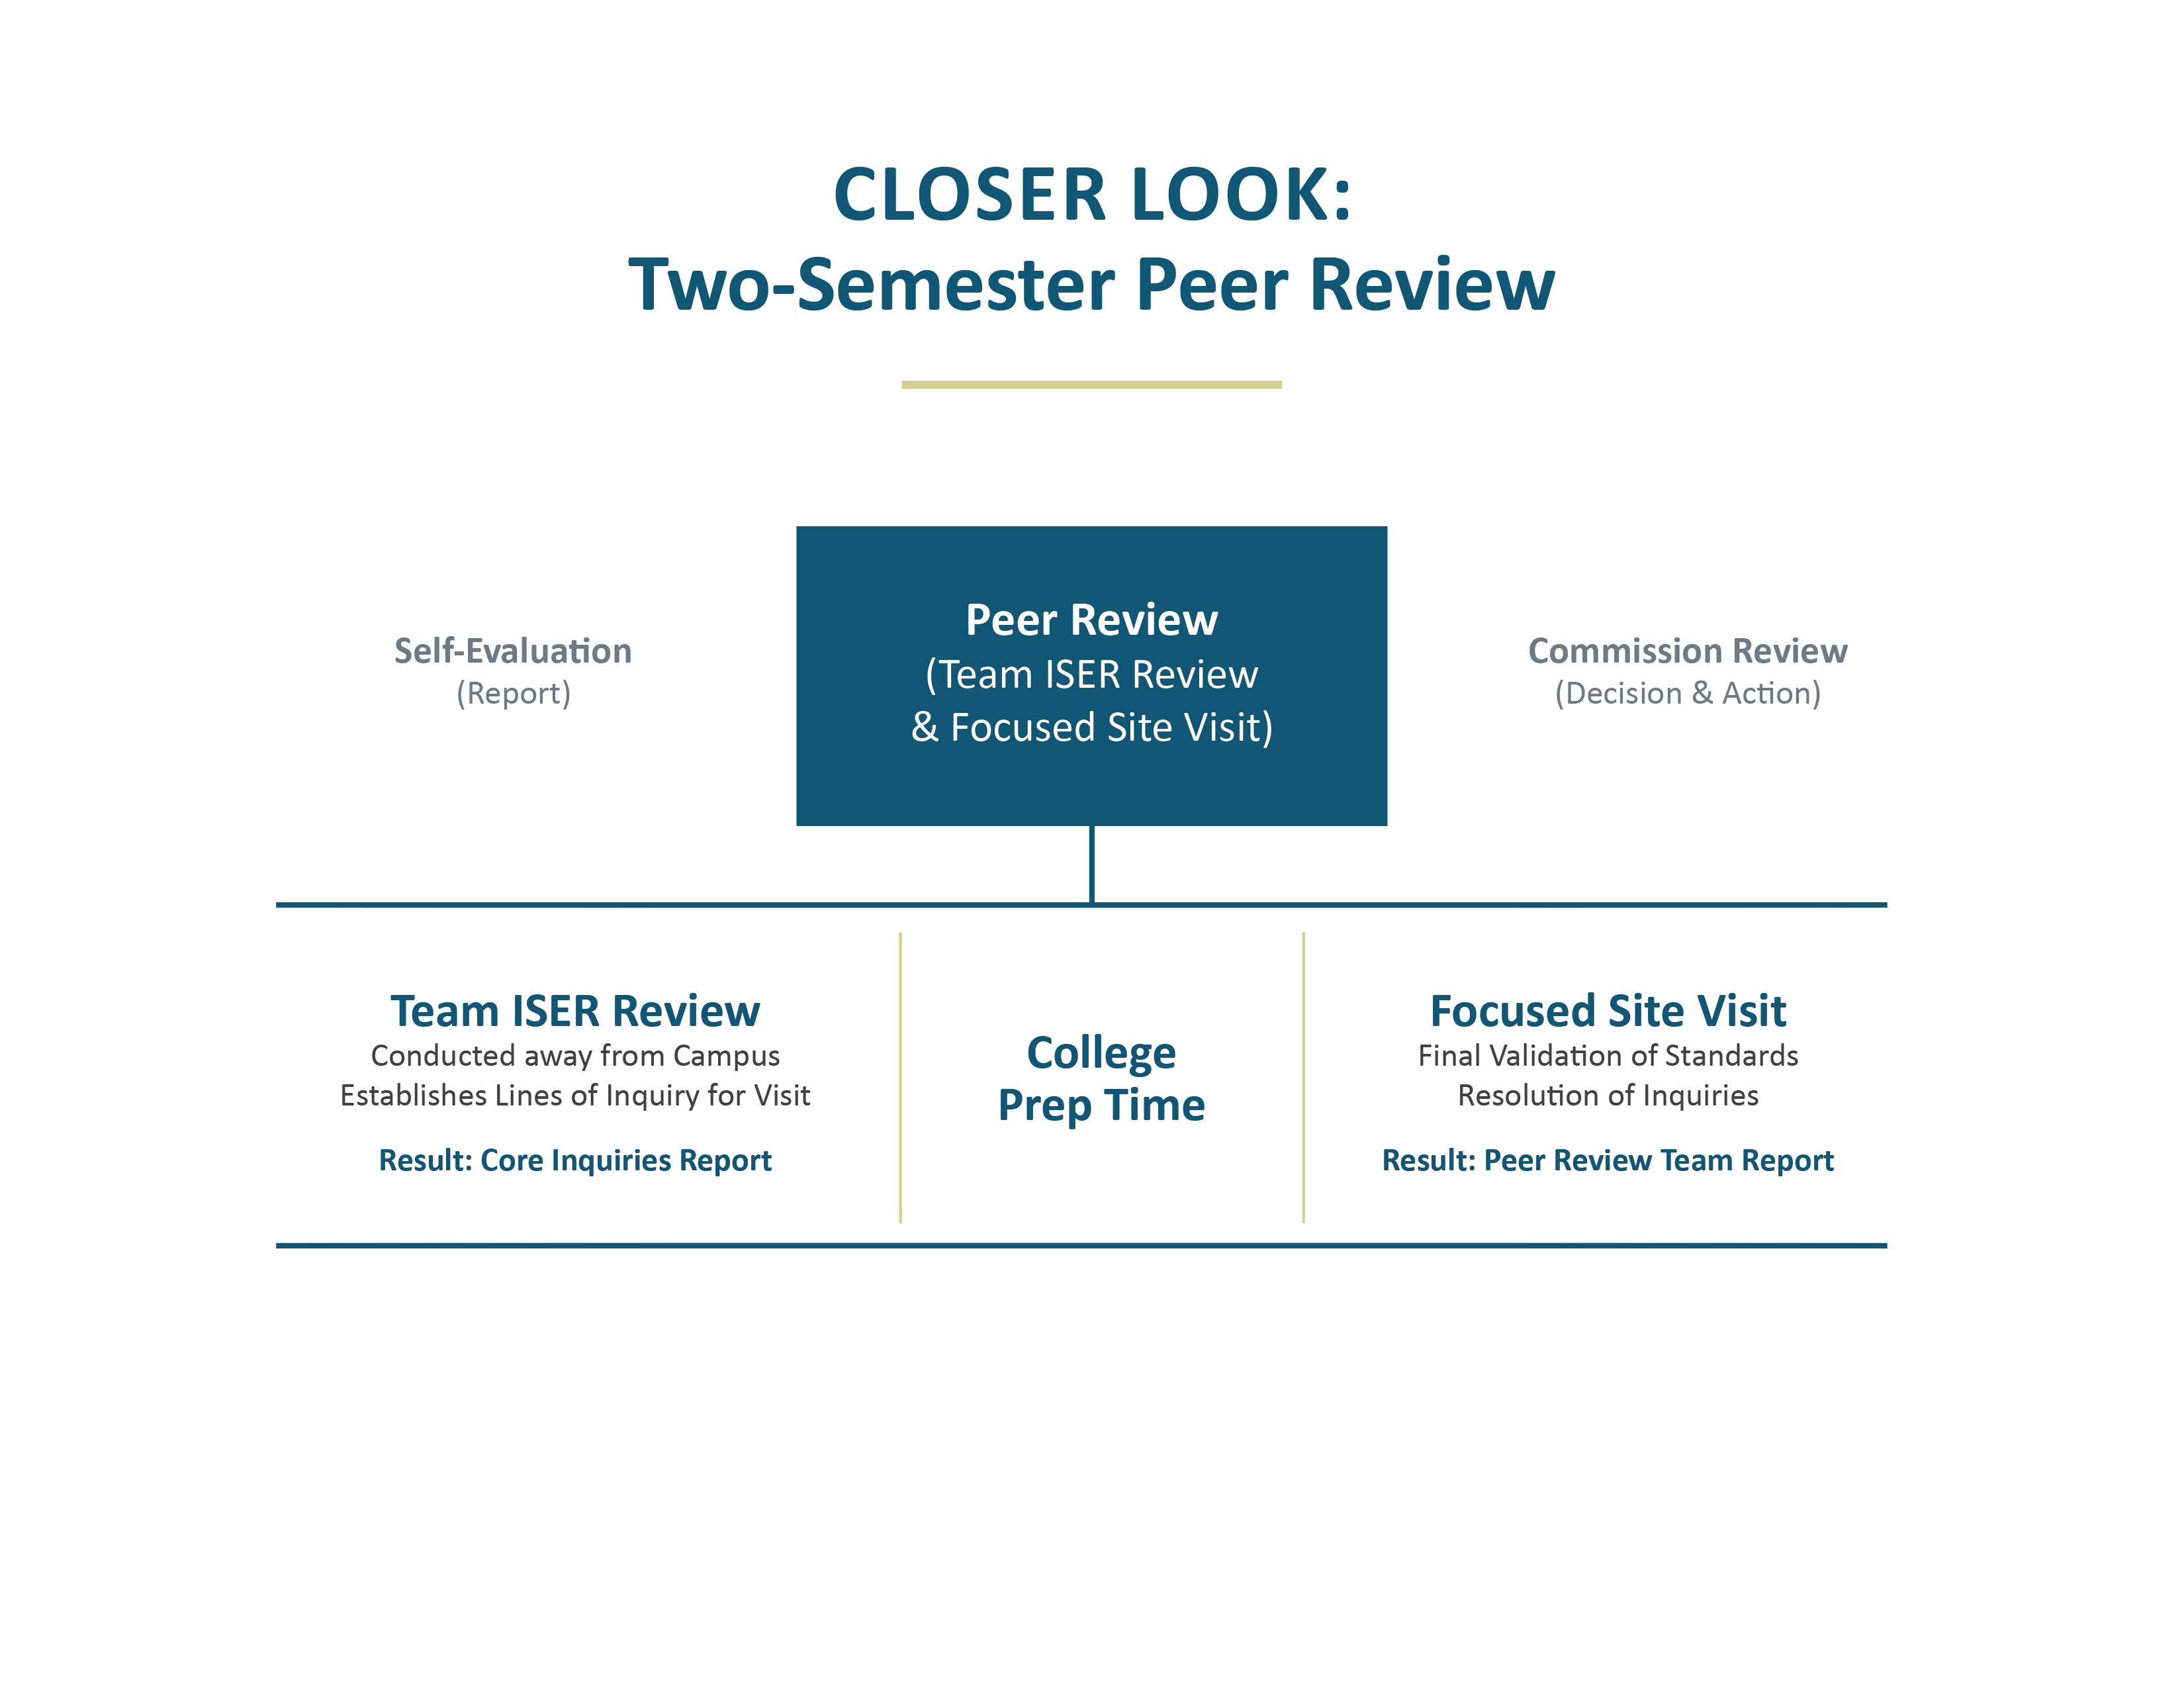 CLOSER LOOK:
Two-Semester Peer Review
Self-Evaluation
(Report)
Peer Review
(Team ISER Review
& Focused Site Visit)
Commission Review
(Decision & Action)
Team ISER Review
Conducted away from Campus
Establishes Lines of Inquiry for Visit
Result: Core Inquiries Report
College
Prep Time
Focused Site Visit
Final Validation of Standards
Resolution of Inquiries
Result: Peer Review Team Report